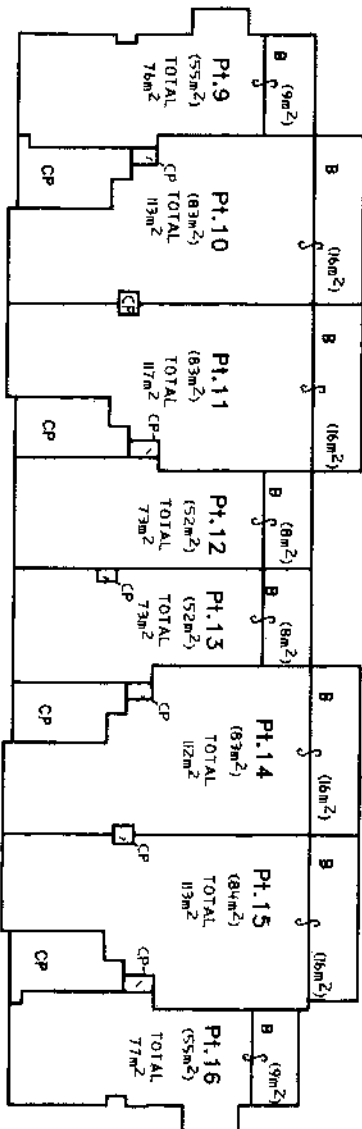 B
(9m²)
Pt.9
(55m²)
TOTAL
76m²
B
(16m²)
Pt.10
(83m²)
TOTAL
113m²
CP
CP
CP
B
(16m²)
Pt.11
(83m²)
TOTAL
117m²
CP
CP
B
(8m²)
Pt.12
(52m²)
TOTAL
73m²
B
(8m²)
Pt.13
(52m²)
TOTAL
73m²
CP
B
(16m²)
Pt.14
(83m²)
TOTAL
112m²
CP
CP
CP
B
(16m²)
Pt.15
(84m²)
TOTAL
113m²
CP
CP
B
(9m²)
Pt.16
(55m²)
TOTAL
77m²